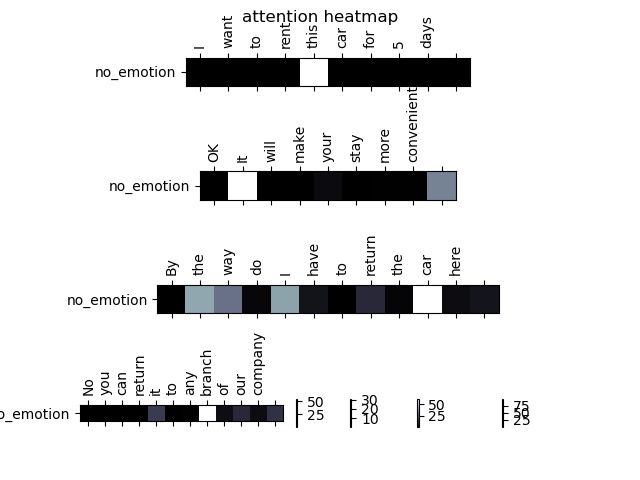 attention heatmap
I want to rent this car for 5 days
no_emotion
OK It will make your stay more convenient
no_emotion
By the way do I have to return the car here
no_emotion
No you can return it to any branch of our company
o_emotion
50 25
30 20 10
50 25
75 50 25